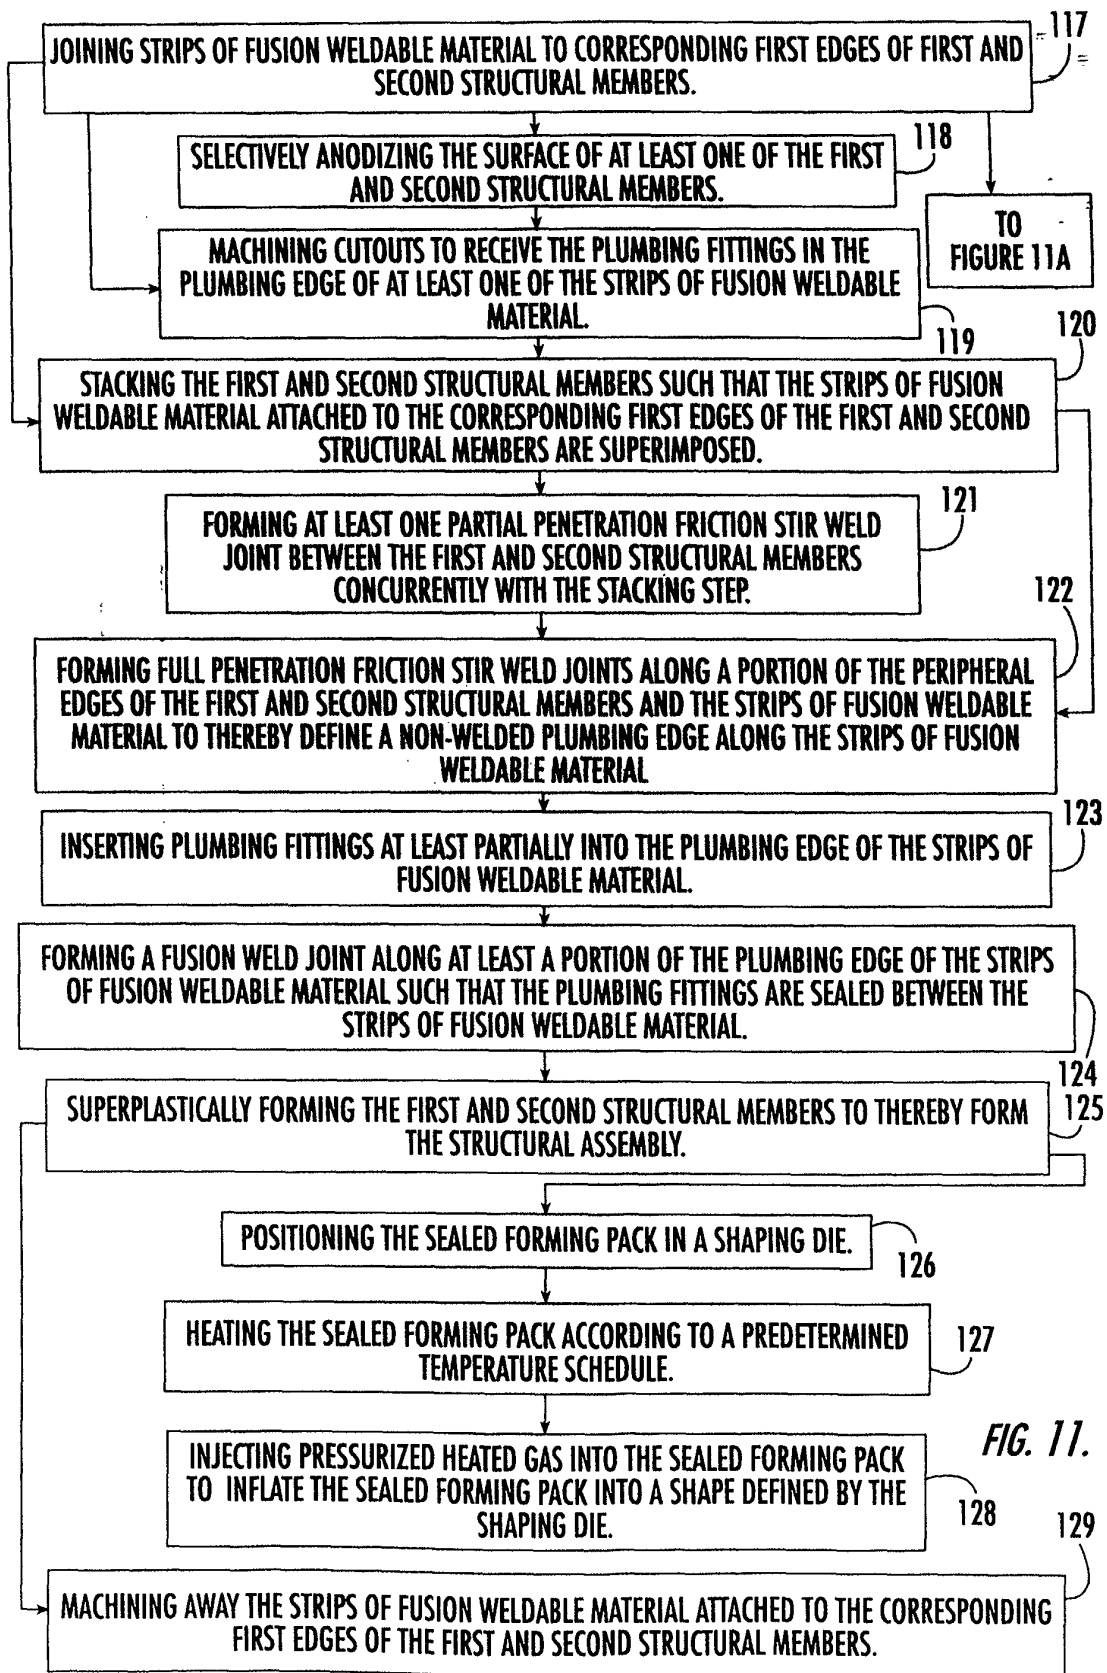 117
JOINING STRIPS OF FUSION WELDABLE MATERIAL TO CORRESPONDING FIRST EDGES OF FIRST AND
SECOND STRUCTURAL MEMBERS.
118
SELECTIVELY ANODIZING THE SURFACE OF AT LEAST ONE OF THE FIRST
AND SECOND STRUCTURAL MEMBERS.
TO
FIGURE 11A
MACHINING CUTOUTS TO RECEIVE THE PLUMBING FITTINGS IN THE
PLUMBING EDGE OF AT LEAST ONE OF THE STRIPS OF FUSION WELDABLE
MATERIAL.
119
120
STACKING THE FIRST AND SECOND STRUCTURAL MEMBERS SUCH THAT THE STRIPS OF FUSION
WELDABLE MATERIAL ATTACHED TO THE CORRESPONDING FIRST EDGES OF THE FIRST AND SECOND
STRUCTURAL MEMBERS ARE SUPERIMPOSED.
121
FORMING AT LEAST ONE PARTIAL PENETRATION FRICTION STIR WELD
JOINT BETWEEN THE FIRST AND SECOND STRUCTURAL MEMBERS
CONCURRENTLY WITH THE STACKING STEP.
122
FORMING FULL PENETRATION FRICTION STIR WELD JOINTS ALONG A PORTION OF THE PERIPHERAL
EDGES OF THE FIRST AND SECOND STRUCTURAL MEMBERS AND THE STRIPS OF FUSION WELDABLE
MATERIAL TO THEREBY DEFINE A NON-WELDED PLUMBING EDGE ALONG THE STRIPS OF FUSION
WELDABLE MATERIAL
123
INSERTING PLUMBING FITTINGS AT LEAST PARTIALLY INTO THE PLUMBING EDGE OF THE STRIPS OF
FUSION WELDABLE MATERIAL.
FORMING A FUSION WELD JOINT ALONG AT LEAST A PORTION OF THE PLUMBING EDGE OF THE STRIPS
OF FUSION WELDABLE MATERIAL SUCH THAT THE PLUMBING FITTINGS ARE SEALED BETWEEN THE
STRIPS OF FUSION WELDABLE MATERIAL.
124
125
SUPERPLASTICALLY FORMING THE FIRST AND SECOND STRUCTURAL MEMBERS TO THEREBY FORM
THE STRUCTURAL ASSEMBLY.
POSITIONING THE SEALED FORMING PACK IN A SHAPING DIE.
126
HEATING THE SEALED FORMING PACK ACCORDING TO A PREDETERMINED
TEMPERATURE SCHEDULE.
127
FIG. 11.
INJECTING PRESSURIZED HEATED GAS INTO THE SEALED FORMING PACK
TO INFLATE THE SEALED FORMING PACK INTO A SHAPE DEFINED BY THE
SHAPING DIE.
128
129
MACHINING AWAY THE STRIPS OF FUSION WELDABLE MATERIAL ATTACHED TO THE CORRESPONDING
FIRST EDGES OF THE FIRST AND SECOND STRUCTURAL MEMBERS.